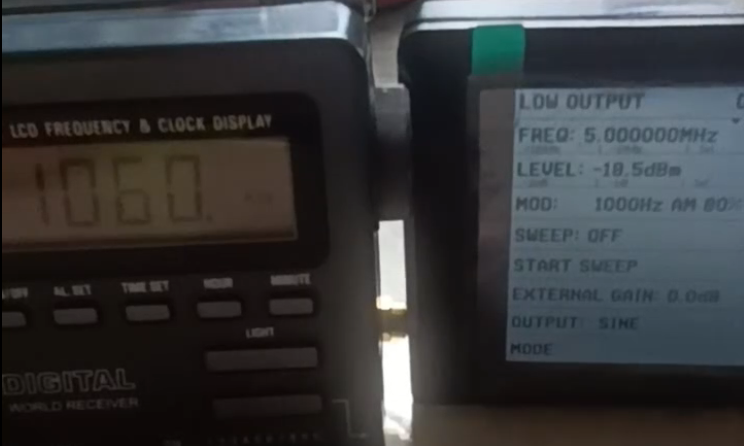 LCD FREQUENCY & CLOCK DISPLAY
1060.
AL. SET TIME SET HOUR MINUTE
LIGHT
DIGITAL
WORLD RECEIVER
LOW OUTPUT
FREQ: 5.000000MHz
LEVEL: -18.5dBm
MOD: 1000Hz AM 80%
SWEEP: OFF
START SWEEP
EXTERNAL GAIN: 0.0dB
OUTPUT: SINE
MODE